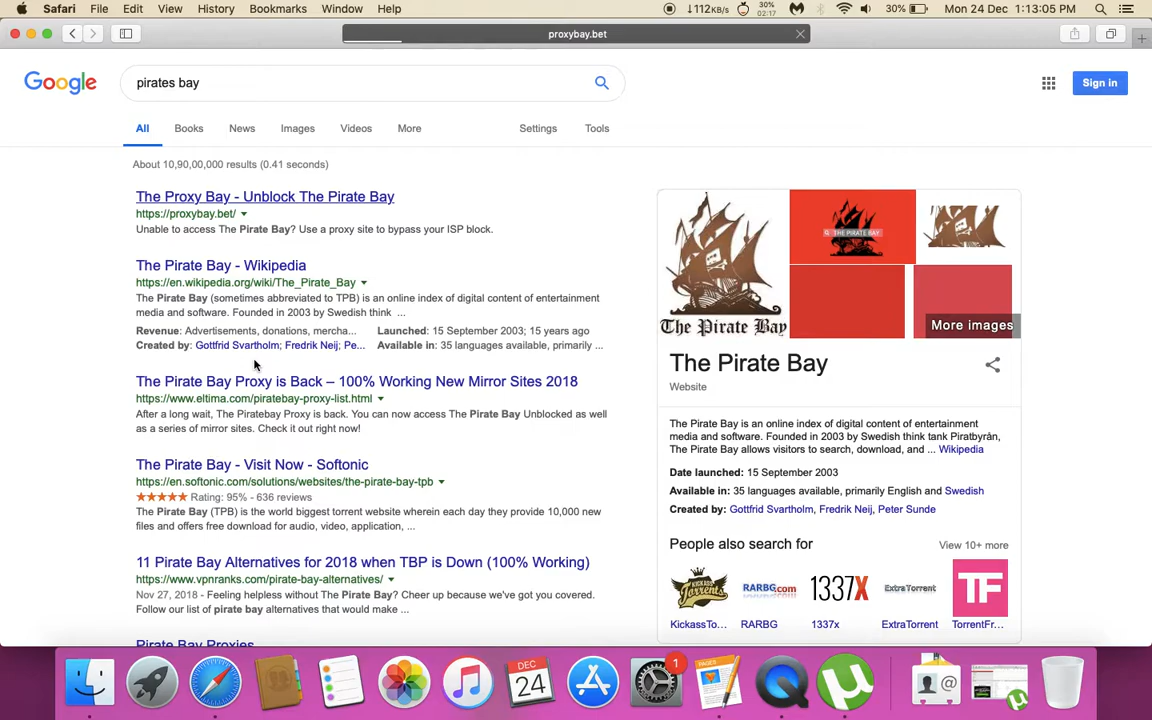 Safari File Edit View History Bookmarks Window Help 112KB/s 30% 02:17 30% Mon 24 Dec 1:13:05 PM
proxybay.bet
Google pirates bay Sign in
All Books News Images Videos More Settings Tools
About 10,90,00,000 results (0.41 seconds)
The Proxy Bay - Unblock The Pirate Bay
https://proxybay.bet/
Unable to access The Pirate Bay? Use a proxy site to bypass your ISP block.
The Pirate Bay - Wikipedia
https://en.wikipedia.org/wiki/The_Pirate_Bay
The Pirate Bay (sometimes abbreviated to TPB) is an online index of digital content of entertainment
media and software. Founded in 2003 by Swedish think ...
Revenue: Advertisements, donations, mercha... Launched: 15 September 2003; 15 years ago
Created by: Gottfrid Svartholm; Fredrik Neij; Pe... Available in: 35 languages available, primarily ...
The Pirate Bay Proxy is Back – 100% Working New Mirror Sites 2018
https://www.eltima.com/piratebay-proxy-list.html
After a long wait, The Piratebay Proxy is back. You can now access The Pirate Bay Unblocked as well
as a series of mirror sites. Check it out right now!
The Pirate Bay - Visit Now - Softonic
https://en.softonic.com/solutions/websites/the-pirate-bay-tpb
Rating: 95% - 636 reviews
The Pirate Bay (TPB) is the world biggest torrent website wherein each day they provide 10,000 new
files and offers free download for audio, video, application, ...
11 Pirate Bay Alternatives for 2018 when TBP is Down (100% Working)
https://www.vpnranks.com/pirate-bay-alternatives/
Nov 27, 2018 - Feeling helpless without The Pirate Bay? Cheer up because we've got you covered.
Follow our list of pirate bay alternatives that would make ...
Pirate Bay Proxies
The Pirate Bay
THE PIRATE BAY
More images
The Pirate Bay
Website
The Pirate Bay is an online index of digital content of entertainment
media and software. Founded in 2003 by Swedish think tank Piratbyrån,
The Pirate Bay allows visitors to search, download, and ... Wikipedia
Date launched: 15 September 2003
Available in: 35 languages available, primarily English and Swedish
Created by: Gottfrid Svartholm, Fredrik Neij, Peter Sunde
People also search for View 10+ more
RARBG.com 1337X ExtraTorrent TF
KickassTo... RARBG 1337x ExtraTorrent TorrentFr...
DEC
24
1
PAGES